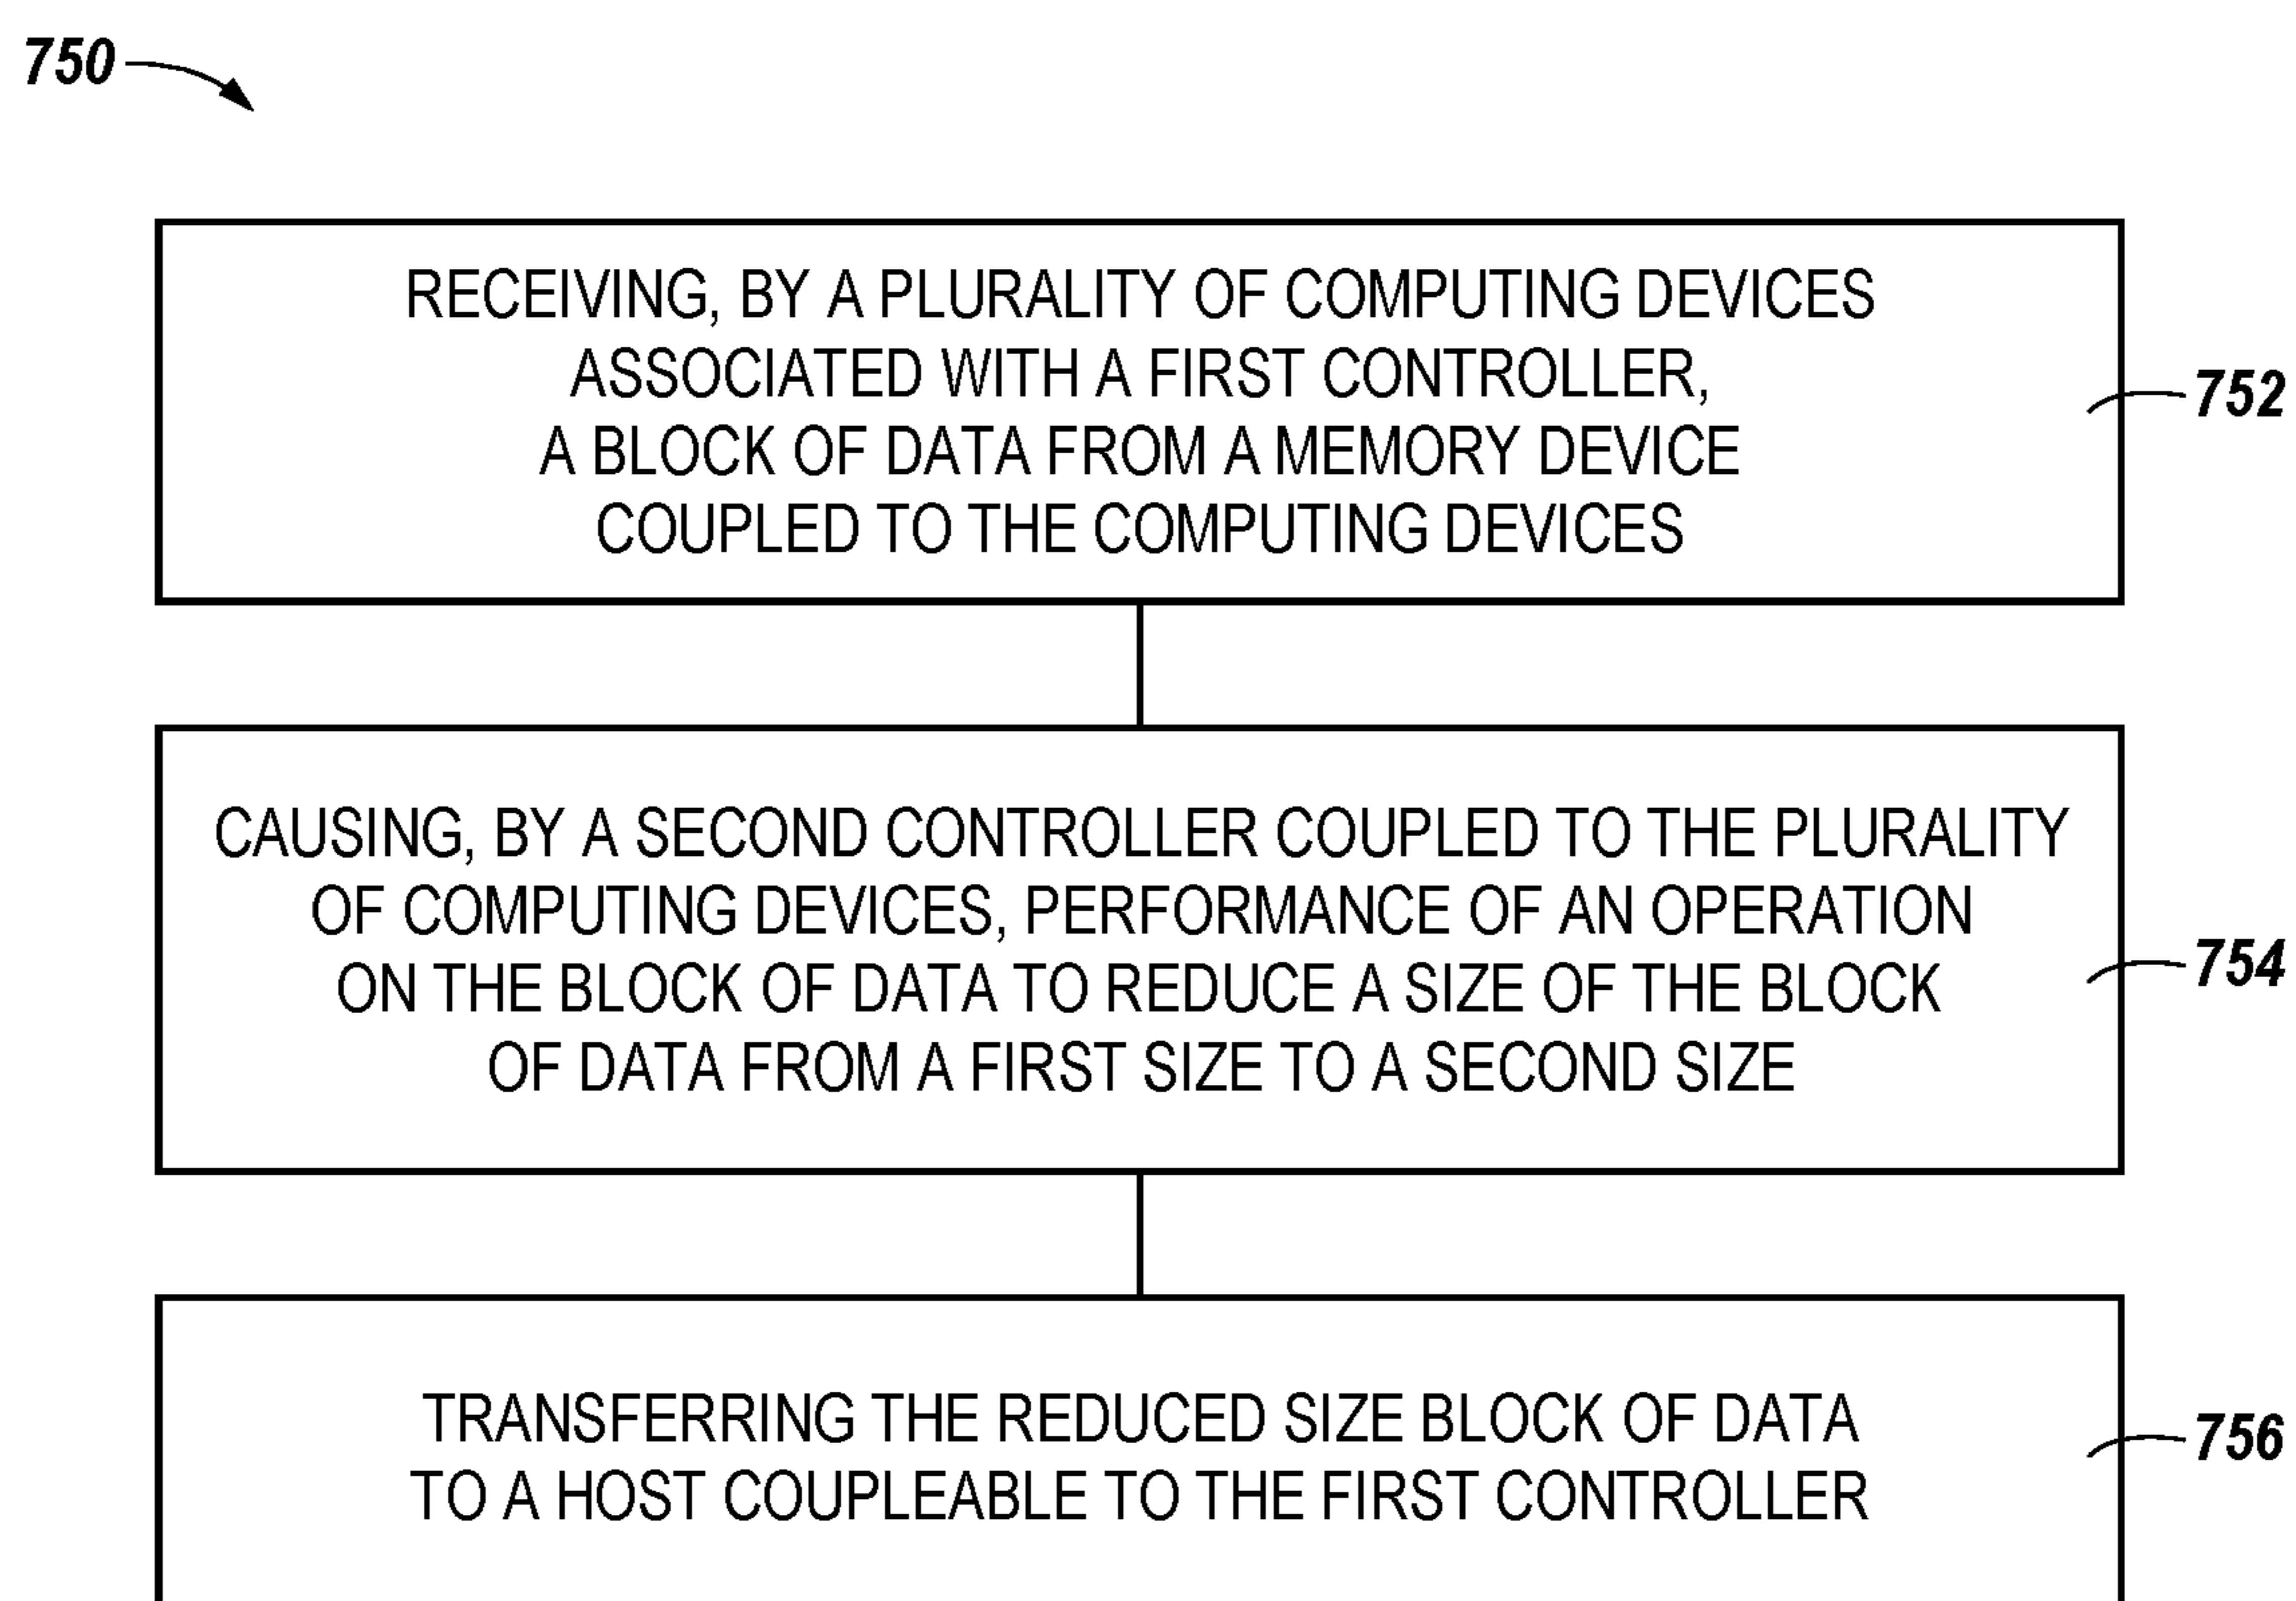 750
RECEIVING, BY A PLURALITY OF COMPUTING DEVICES
ASSOCIATED WITH A FIRST CONTROLLER,
A BLOCK OF DATA FROM A MEMORY DEVICE
COUPLED TO THE COMPUTING DEVICES
752
CAUSING, BY A SECOND CONTROLLER COUPLED TO THE PLURALITY
OF COMPUTING DEVICES, PERFORMANCE OF AN OPERATION
ON THE BLOCK OF DATA TO REDUCE A SIZE OF THE BLOCK
OF DATA FROM A FIRST SIZE TO A SECOND SIZE
754
TRANSFERRING THE REDUCED SIZE BLOCK OF DATA
TO A HOST COUPLEABLE TO THE FIRST CONTROLLER
756